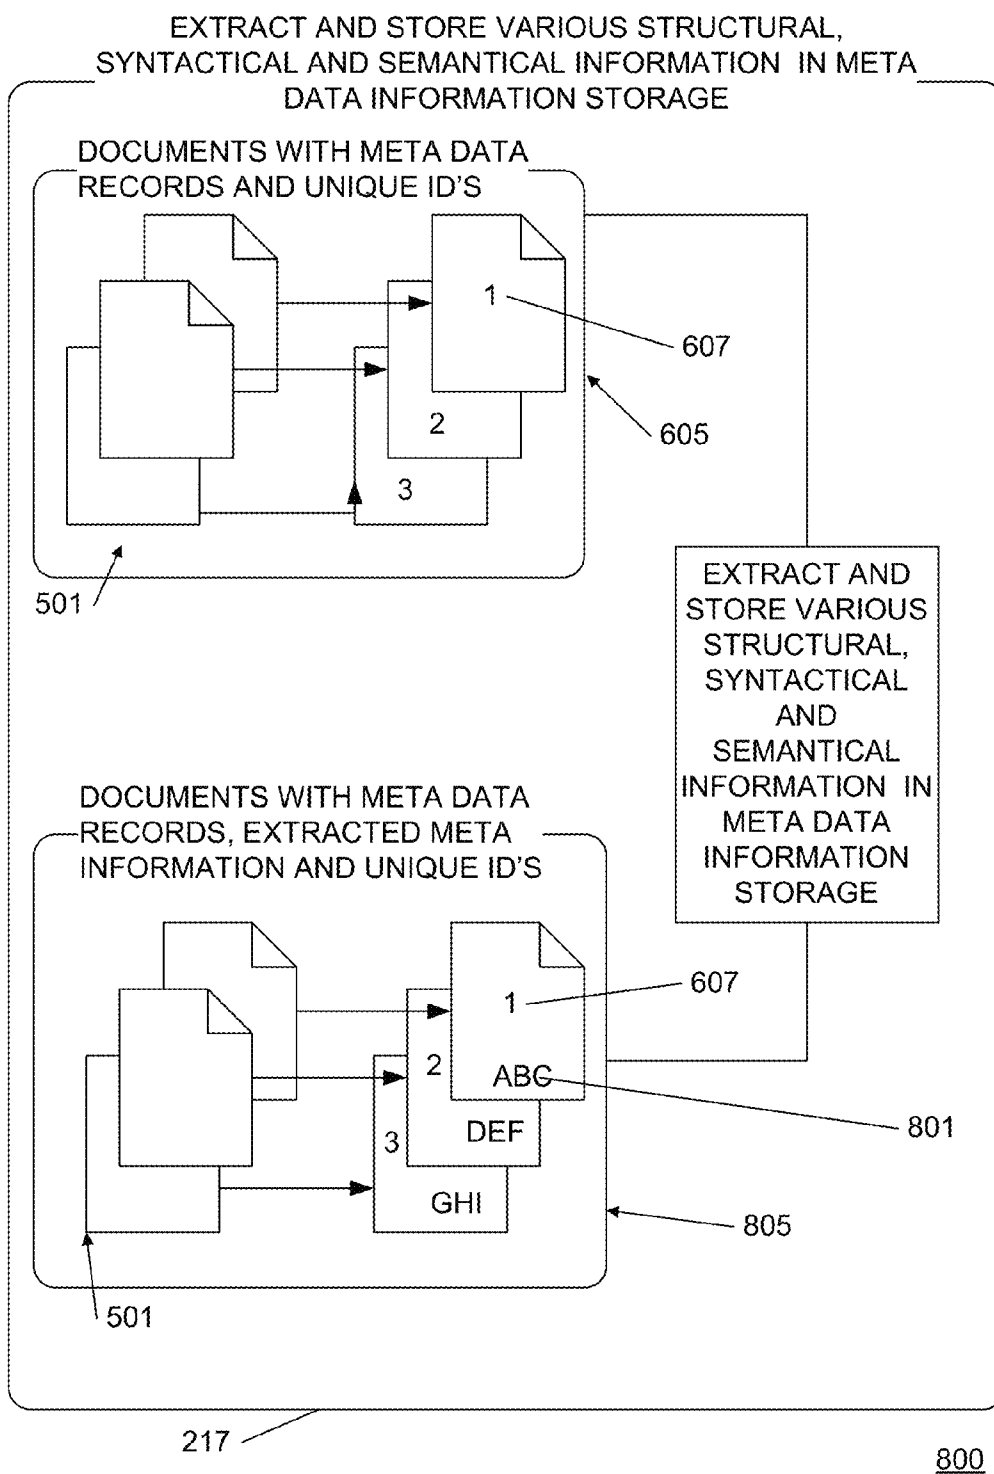 EXTRACT AND STORE VARIOUS STRUCTURAL,
SYNTACTICAL AND SEMANTICAL INFORMATION IN META
DATA INFORMATION STORAGE
DOCUMENTS WITH META DATA
RECORDS AND UNIQUE ID'S
1
607
605
2
3
501
EXTRACT AND
STORE VARIOUS
STRUCTURAL,
SYNTACTICAL
AND
SEMANTICAL
INFORMATION IN
META DATA
INFORMATION
STORAGE
DOCUMENTS WITH META DATA
RECORDS, EXTRACTED META
INFORMATION AND UNIQUE ID'S
1
607
2
ABC
801
3
DEF
GHI
805
501
217
800